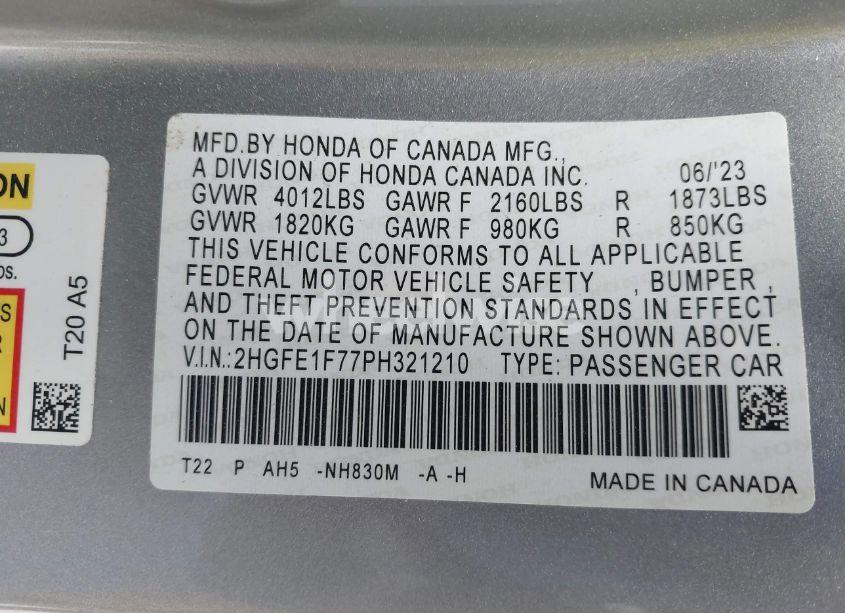 ON
3
DS.
S
R
N
T20 A5
MFD.BY HONDA OF CANADA MFG.,
A DIVISION OF HONDA CANADA INC. 06/'23
GVWR 4012LBS GAWR F 2160LBS R 1873LBS
GVWR 1820KG GAWR F 980KG R 850KG
THIS VEHICLE CONFORMS TO ALL APPLICABLE
FEDERAL MOTOR VEHICLE SAFETY , BUMPER ,
AND THEFT PREVENTION STANDARDS IN EFFECT
ON THE DATE OF MANUFACTURE SHOWN ABOVE.
V.I.N.:2HGFE1F77PH321210 TYPE: PASSENGER CAR
T22 P AH5 -NH830M -A -H
MADE IN CANADA